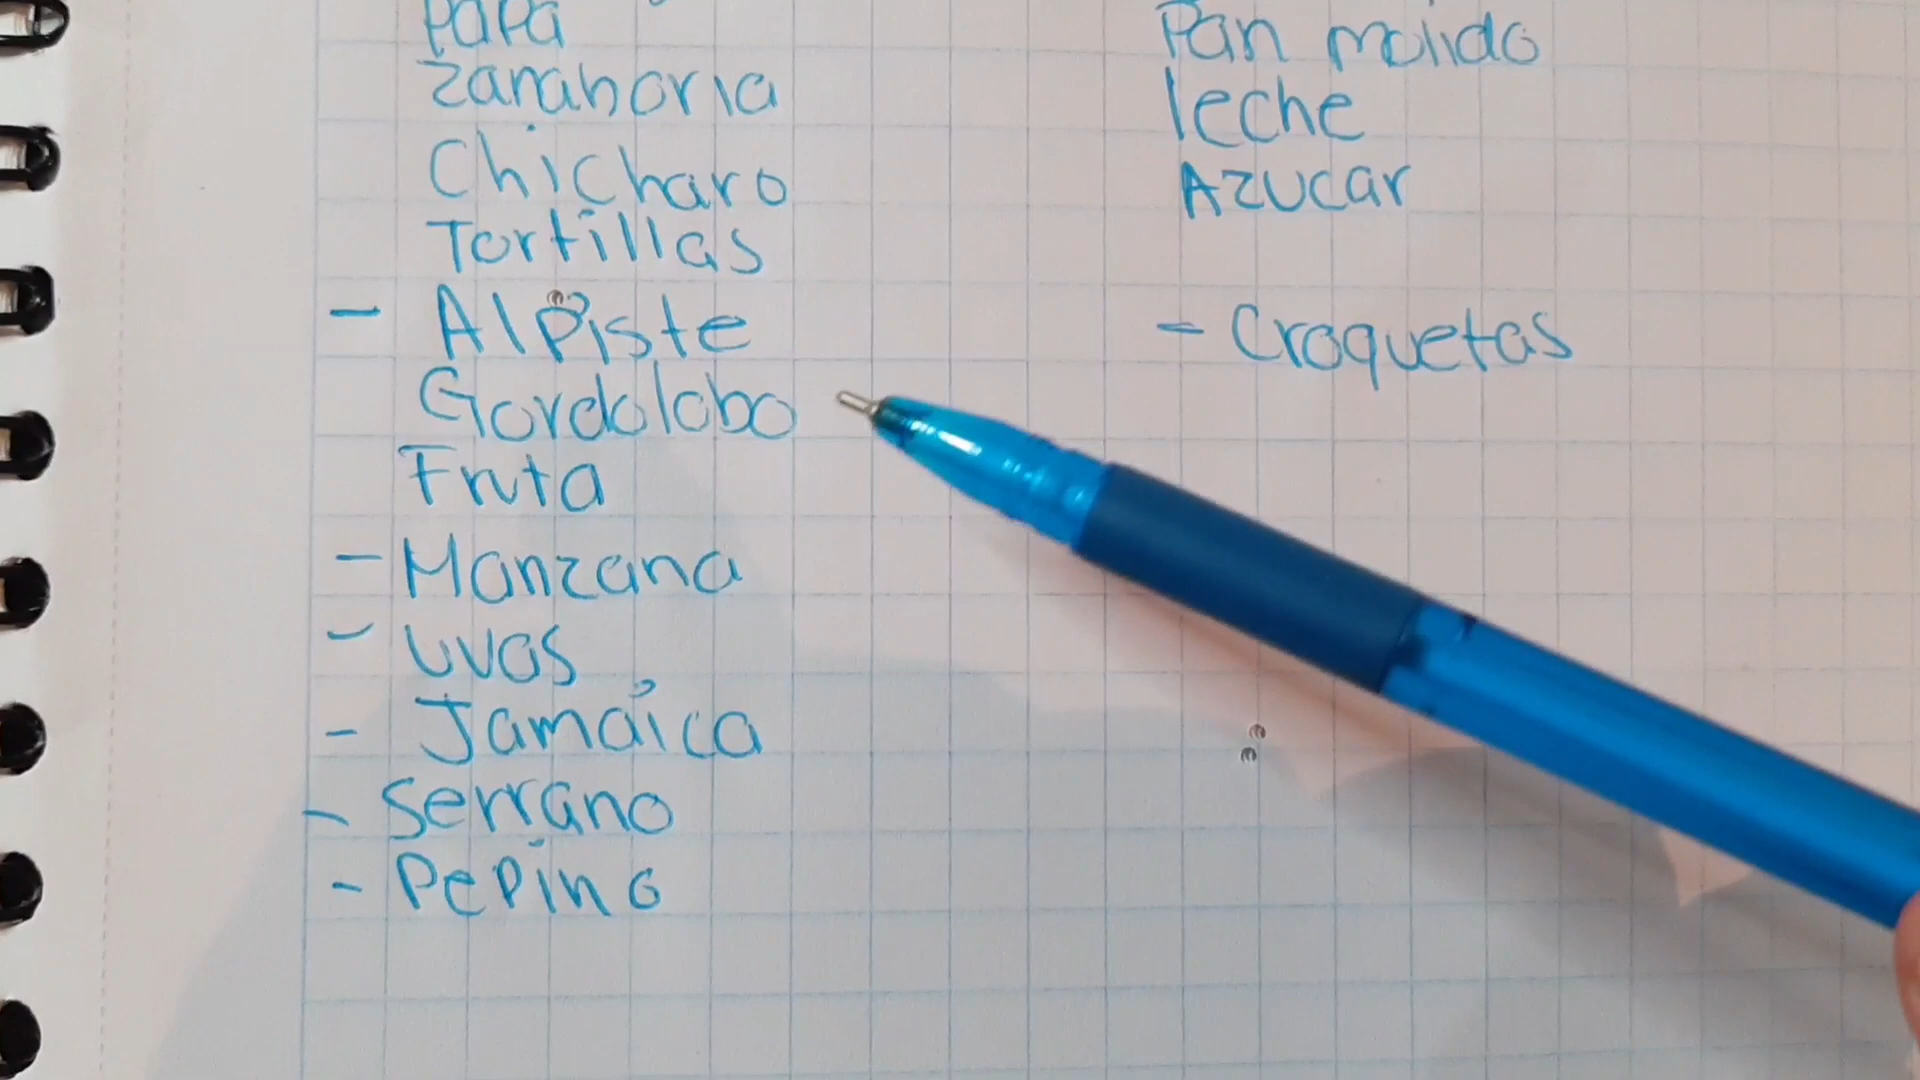 Papa
Zanahoria
Chicharo
Tortillas
- Alpiste
Gordolobo
Fruta
- Manzana
- Uvas
- Jamaica
- Serrano
- Pepino
Pan molido
leche
Azucar
- Croquetas